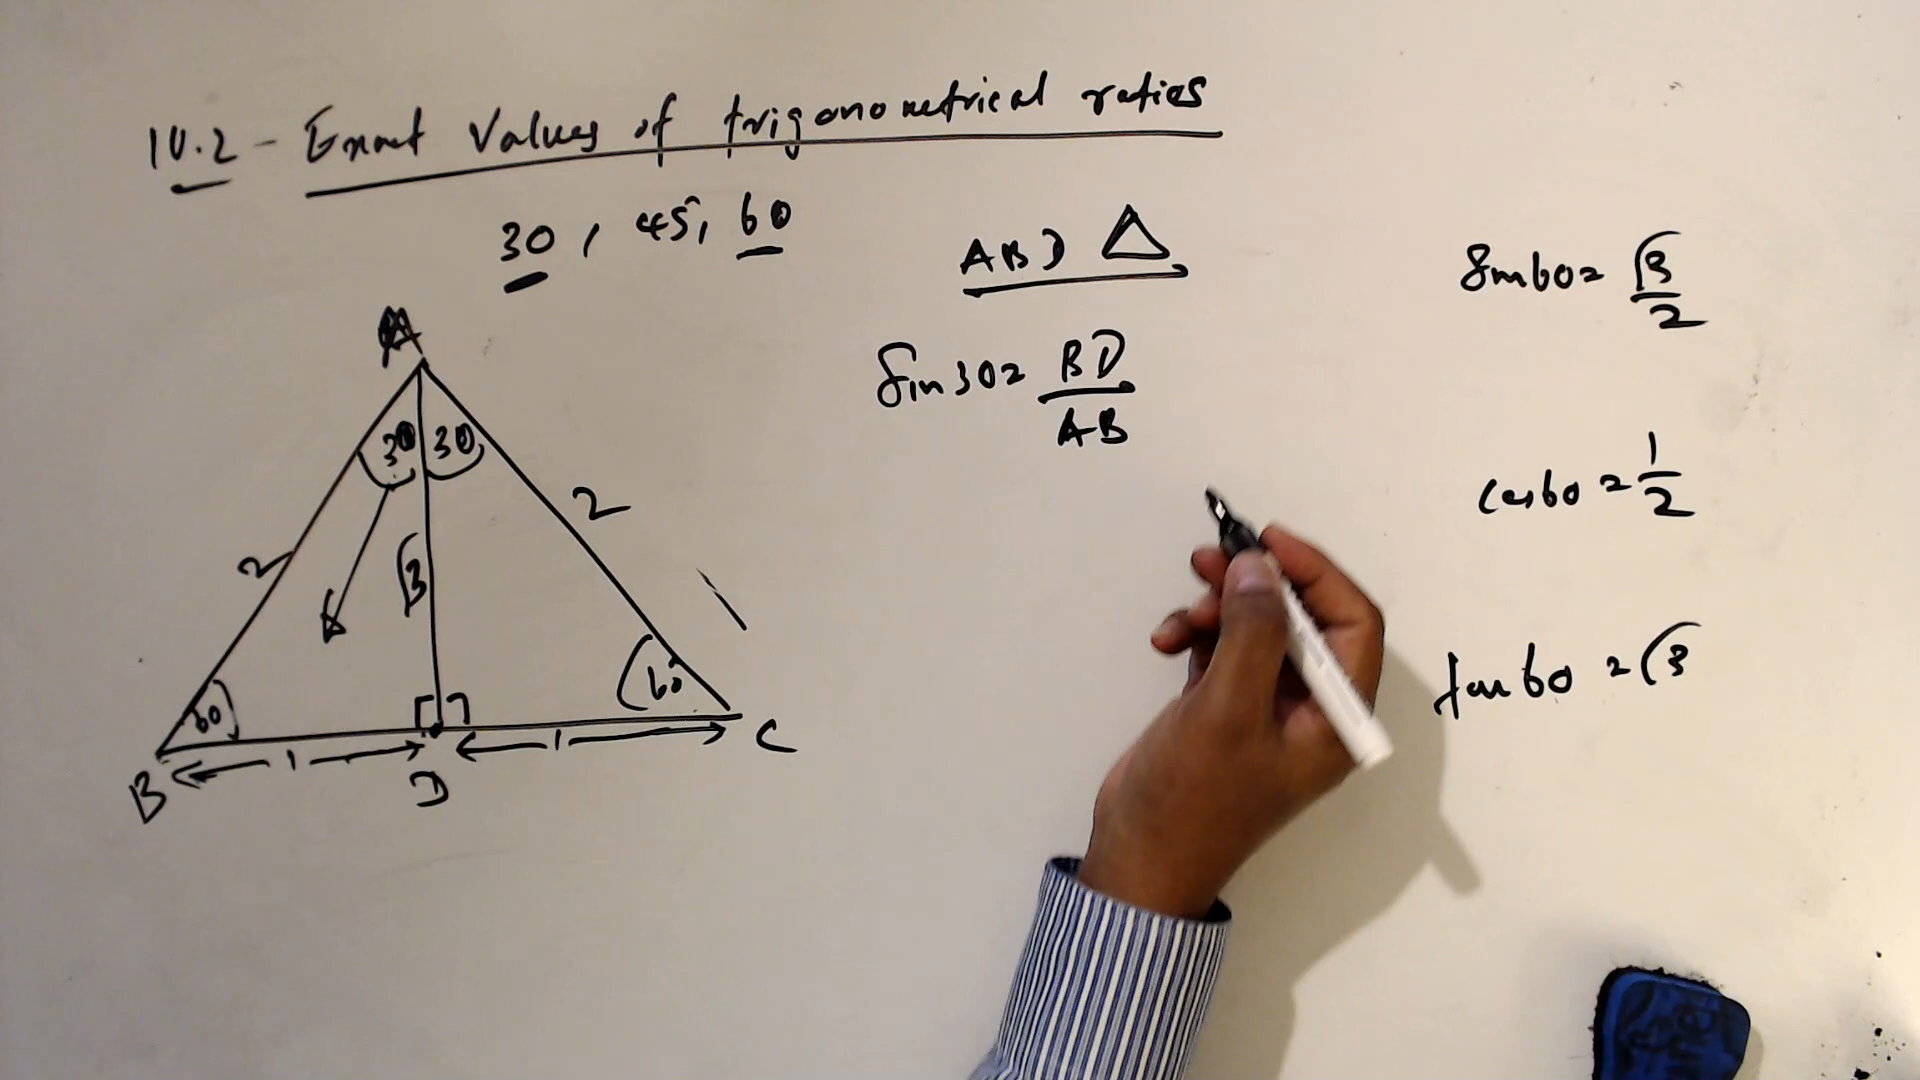 10.2 - Exact Values of trigonometrical ratios
30, 45, 60
ABD △
Sin 30 = BD/AB
Sin 60 = √3/2
Cos 60 = 1/2
tan 60 = √3
A
30 30
2
2
√3
60
60
1
1
B
D
C